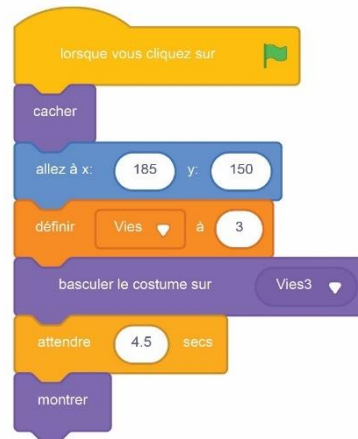 lorsque vous cliquez sur
cacher
allez à x: 185 y: 150
définir Vies à 3
basculer le costume sur Vies3
attendre 4.5 secs
montrer